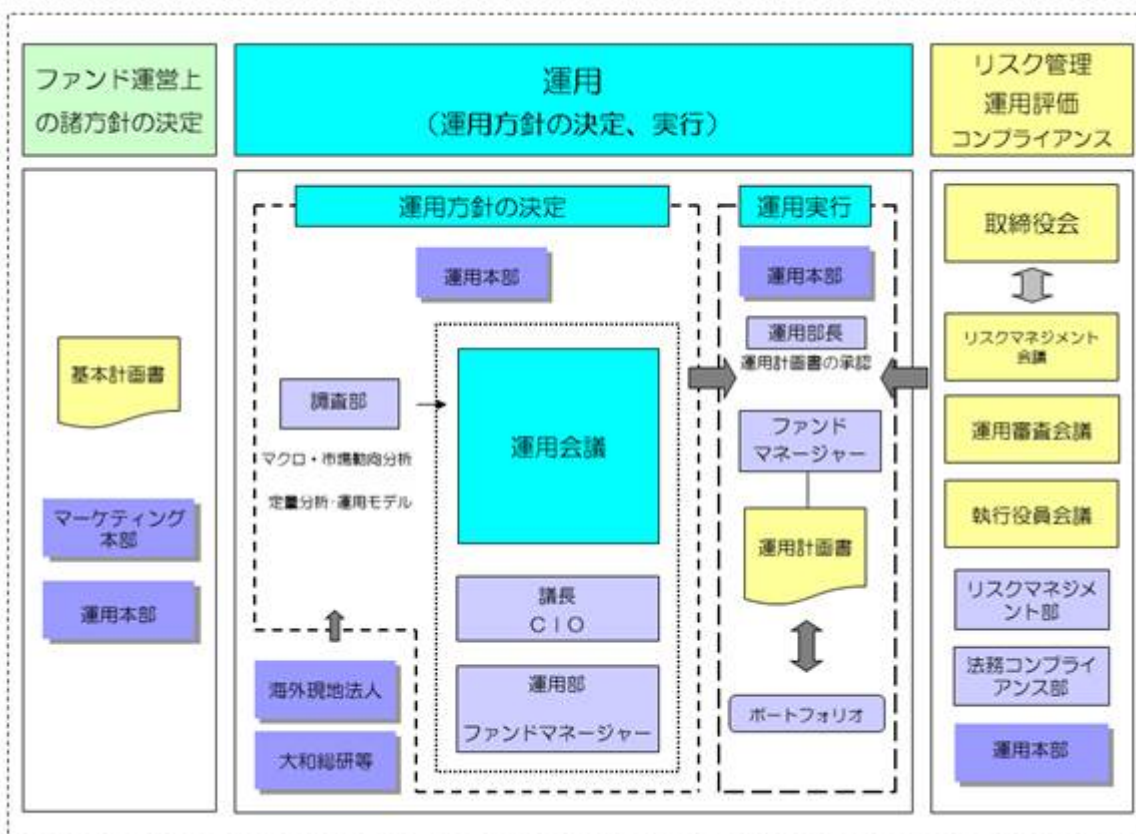 ファンド運営上
の諸方針の決定
運用
（運用方針の決定、実行）
リスク管理
運用評価
コンプライアンス
基本計画書
マーケティング
本部
運用本部
運用方針の決定
運用本部
調査部
マクロ・市場動向分析
定量分析・運用モデル
運用会議
議長
ＣＩＯ
運用部
ファンドマネージャー
海外現地法人
大和総研等
運用実行
運用本部
運用部長
運用計画書の承認
ファンド
マネージャー
運用計画書
ポートフォリオ
取締役会
リスクマネジメント
会議
運用審査会議
執行役員会議
リスクマネジメ
ント部
法務コンプライ
アンス部
運用本部